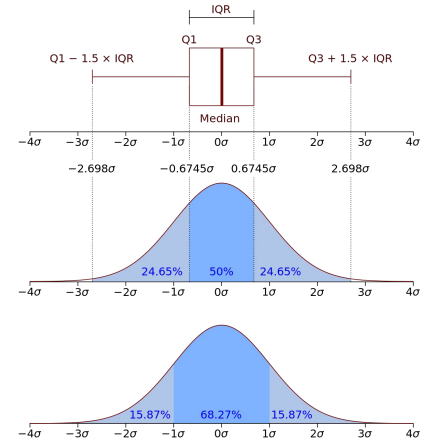 IQR
Q1 Q3
Q1 − 1.5 × IQR Q3 + 1.5 × IQR
Median
−4σ −3σ −2σ −1σ 0σ 1σ 2σ 3σ 4σ
−2.698σ −0.6745σ 0.6745σ 2.698σ
24.65% 50% 24.65%
−4σ −3σ −2σ −1σ 0σ 1σ 2σ 3σ 4σ
15.87% 68.27% 15.87%
−4σ −3σ −2σ −1σ 0σ 1σ 2σ 3σ 4σ